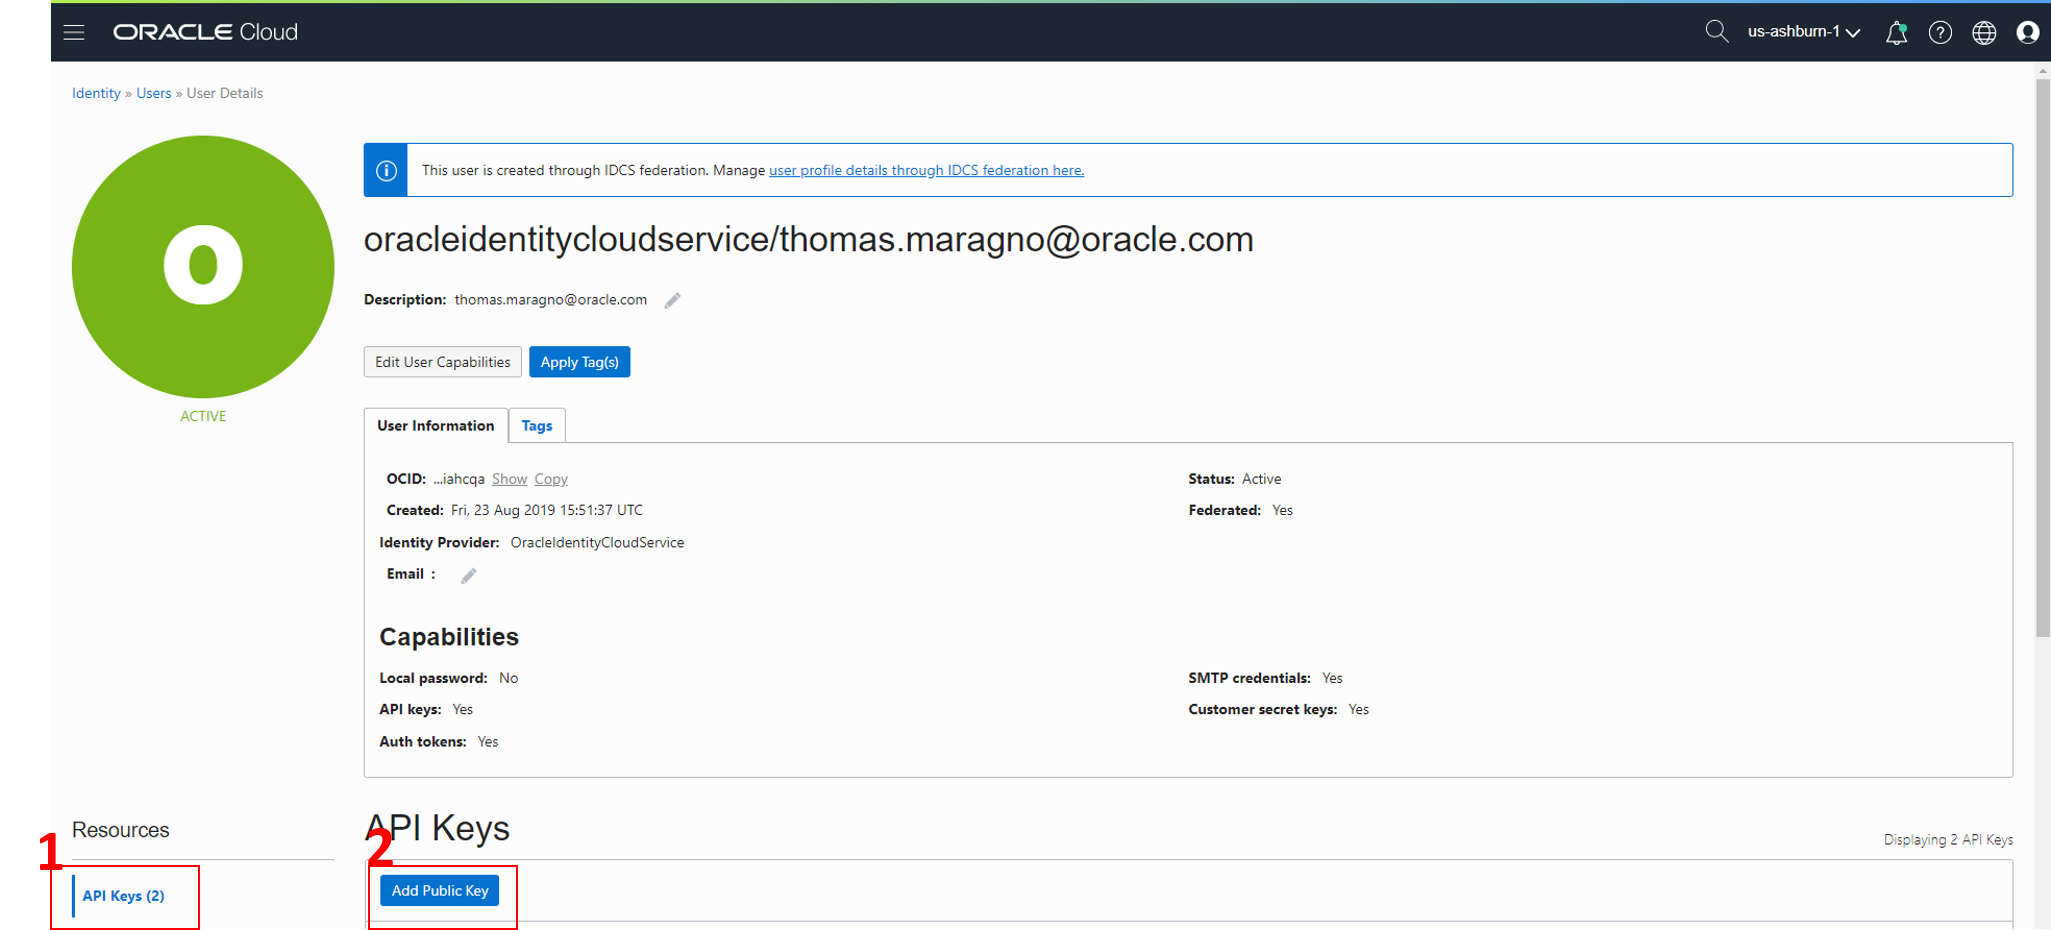 ORACLE Cloud
us-ashburn-1
Identity » Users » User Details
O
ACTIVE
This user is created through IDCS federation. Manage user profile details through IDCS federation here.
oracleidentitycloudservice/thomas.maragno@oracle.com
Description: thomas.maragno@oracle.com
Edit User Capabilities
Apply Tag(s)
User Information
Tags
OCID: ...iahcqa Show Copy
Status: Active
Created: Fri, 23 Aug 2019 15:51:37 UTC
Federated: Yes
Identity Provider: OracleIdentityCloudService
Email :
Capabilities
Local password: No
SMTP credentials: Yes
API keys: Yes
Customer secret keys: Yes
Auth tokens: Yes
Resources
1
API Keys (2)
API Keys
2
Displaying 2 API Keys
Add Public Key